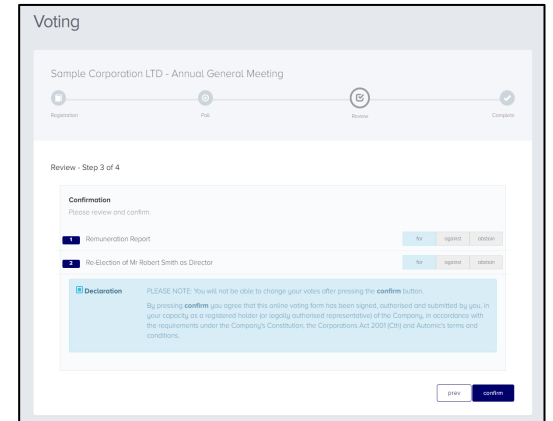 Voting
Sample Corporation LTD - Annual General Meeting
Registration Poll Review Complete
Review - Step 3 of 4
Confirmation
Please review and confirm.
1 Remuneration Report for against abstain
2 Re-Election of Mr Robert Smith as Director for against abstain
Declaration PLEASE NOTE: You will not be able to change your votes after pressing the confirm button.
By pressing confirm you agree that this online voting form has been signed, authorised and submitted by you, in
your capacity as a registered holder (or legally authorised representative) of the Company, in accordance with
the requirements under the Company's Constitution, the Corporations Act 2001 (Cth) and Automic's terms and
conditions.
prev confirm